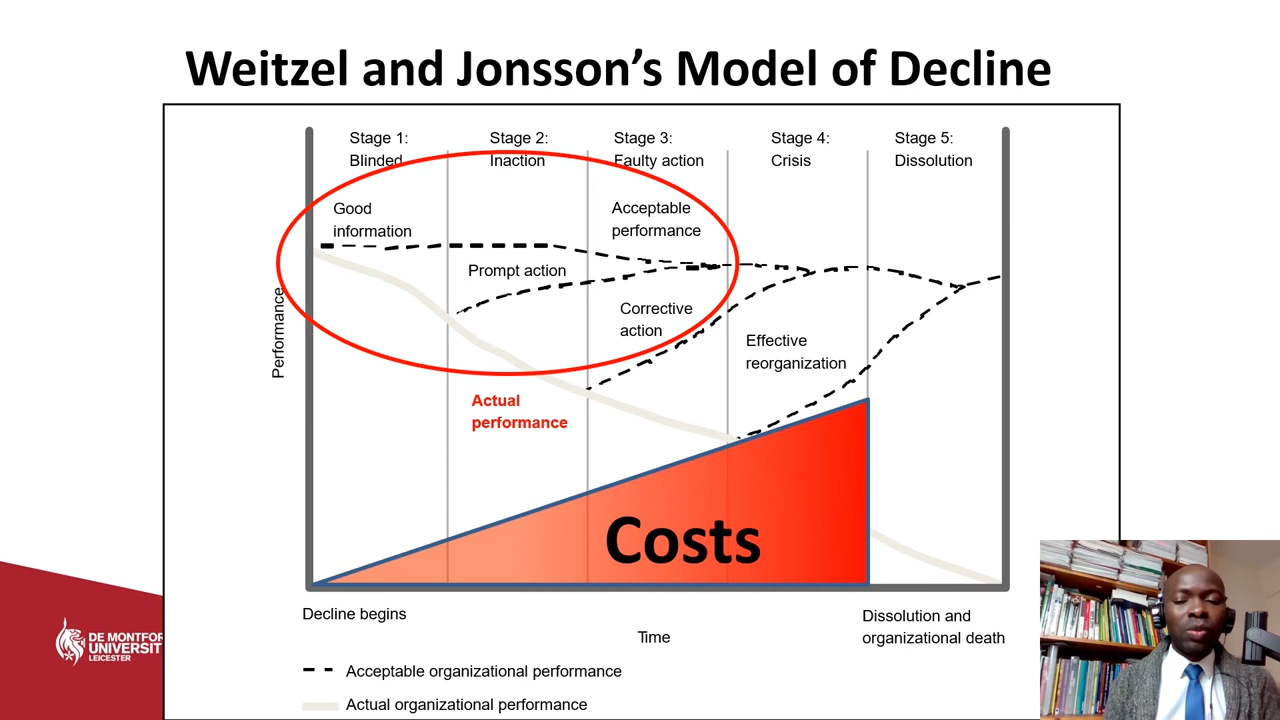 Weitzel and Jonsson’s Model of Decline
Stage 1:
Blinded
Stage 2:
Inaction
Stage 3:
Faulty action
Stage 4:
Crisis
Stage 5:
Dissolution
Good
information
Acceptable
performance
Prompt action
Corrective
action
Effective
reorganization
Performance
Actual
performance
Costs
Decline begins
Time
Dissolution and
organizational death
Acceptable organizational performance
Actual organizational performance
DE MONTFOR
UNIVERSIT
LEICESTER